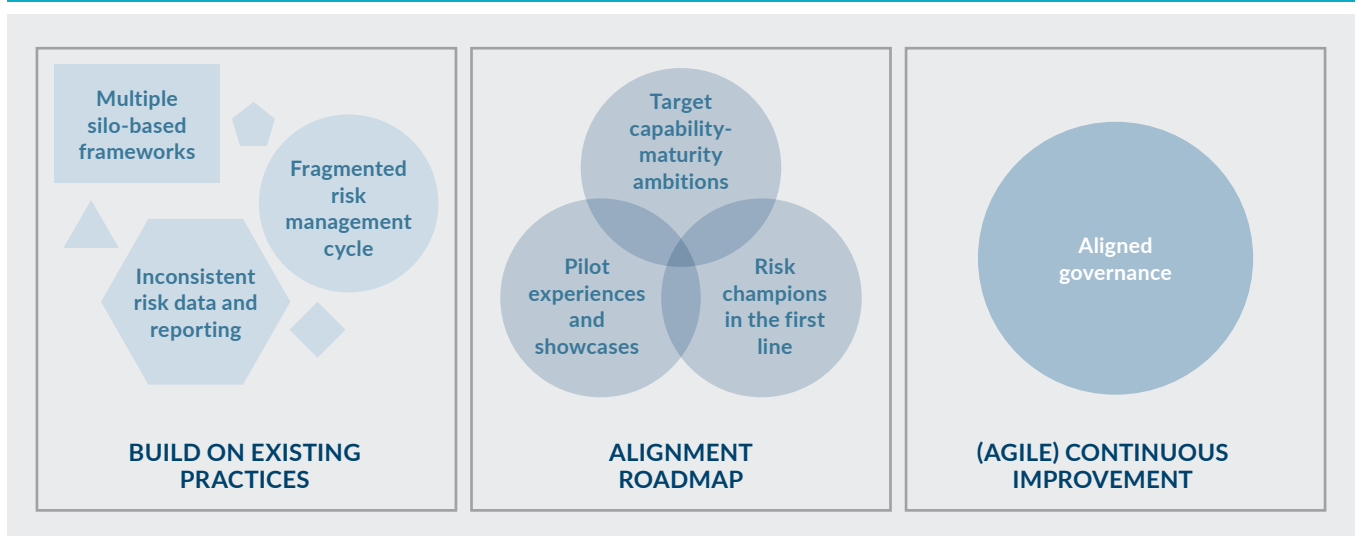 Multiple
silo-based
frameworks
Fragmented
risk
management
cycle
Inconsistent
risk data and
reporting
BUILD ON EXISTING
PRACTICES
Target
capability-
maturity
ambitions
Pilot
experiences
and
showcases
Risk
champions
in the first
line
ALIGNMENT
ROADMAP
Aligned
governance
(AGILE) CONTINUOUS
IMPROVEMENT